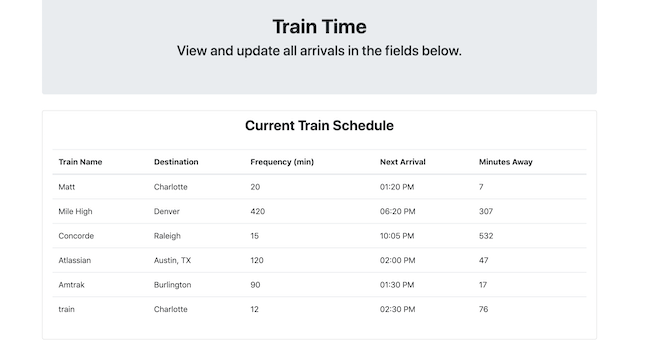 Train Time
View and update all arrivals in the fields below.
Current Train Schedule
Train Name Destination Frequency (min) Next Arrival Minutes Away
Matt Charlotte 20 01:20 PM 7
Mile High Denver 420 06:20 PM 307
Concorde Raleigh 15 10:05 PM 532
Atlassian Austin, TX 120 02:00 PM 47
Amtrak Burlington 90 01:30 PM 17
train Charlotte 12 02:30 PM 76